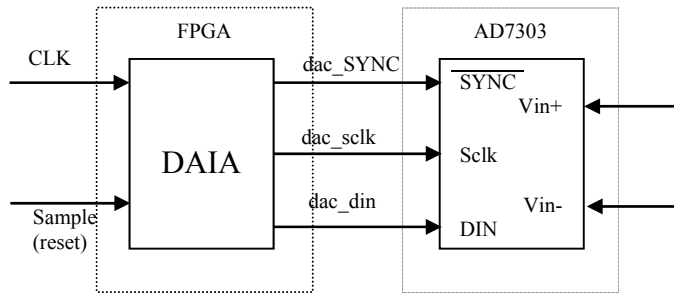 FPGA
AD7303
CLK
dac_SYNC
SYNC
Vin+
dac_sclk
DAIA
Sclk
dac_din
Sample
(reset)
Vin-
DIN